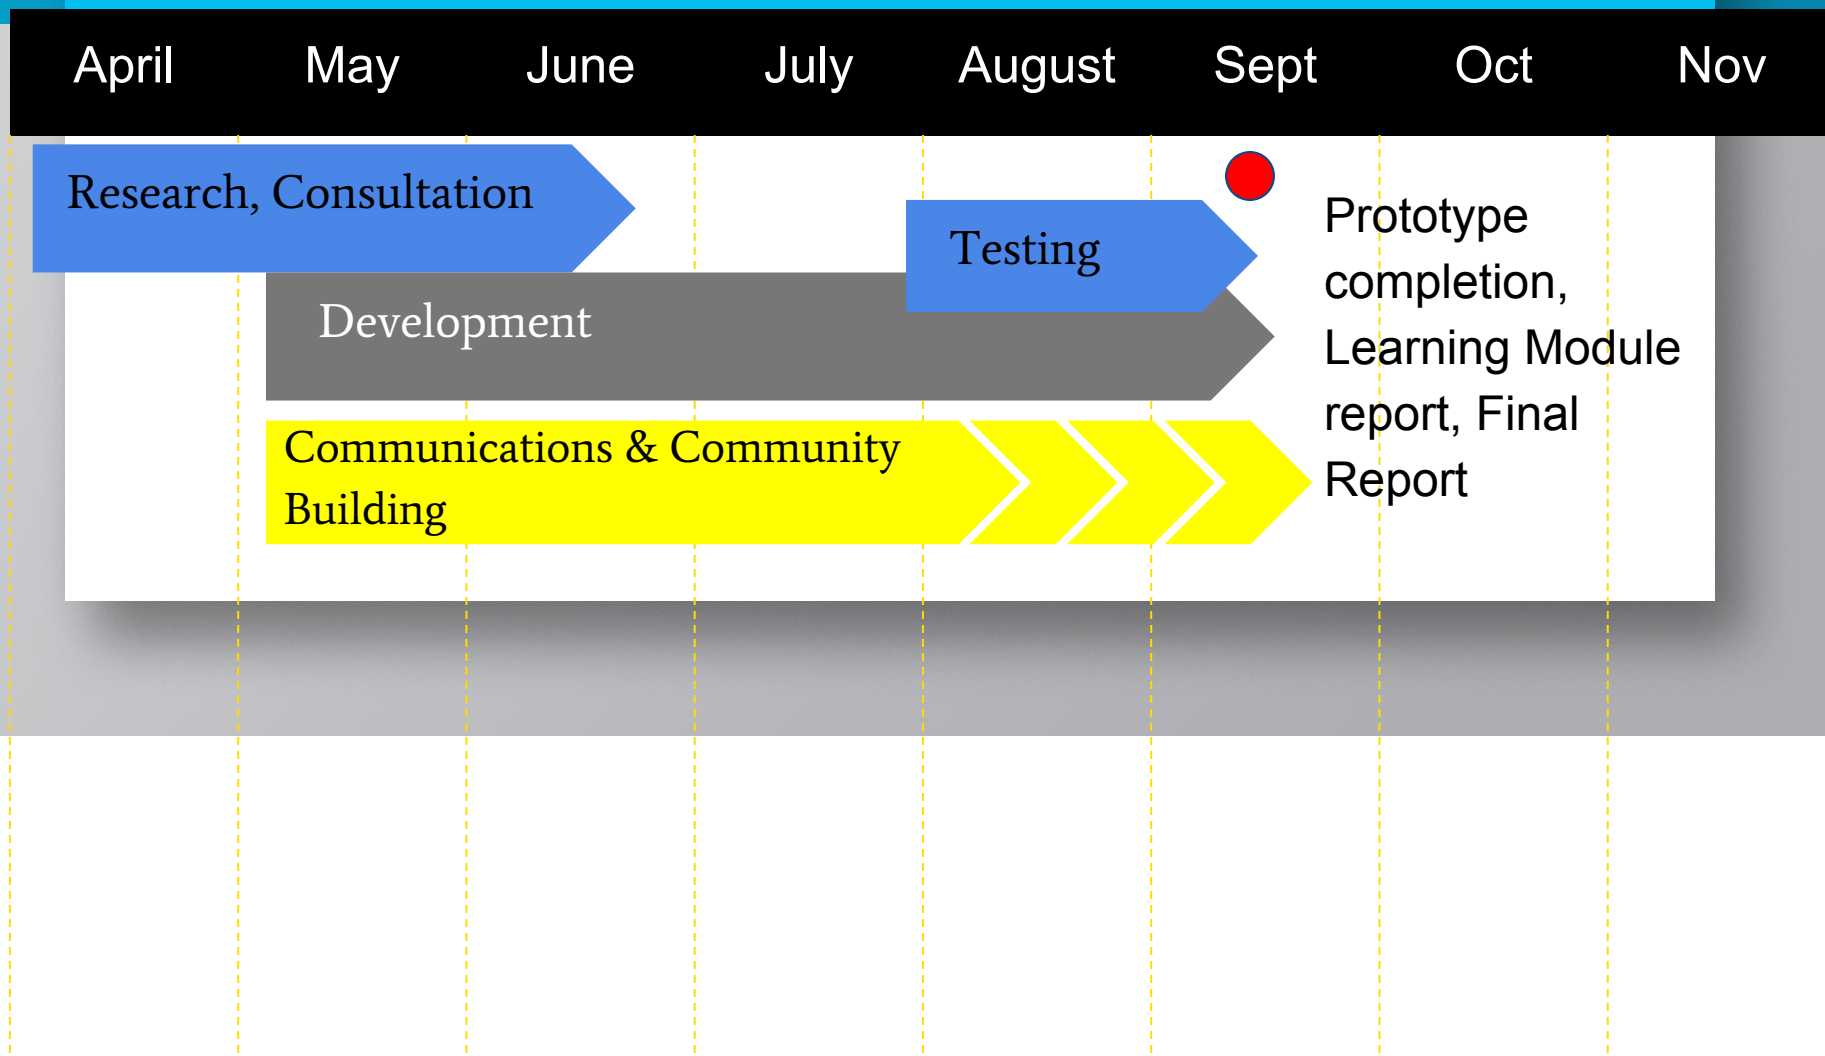 April May June July August Sept Oct Nov
Research, Consultation
Testing
Development
Communications & Community
Building
Prototype
completion,
Learning Module
report, Final
Report